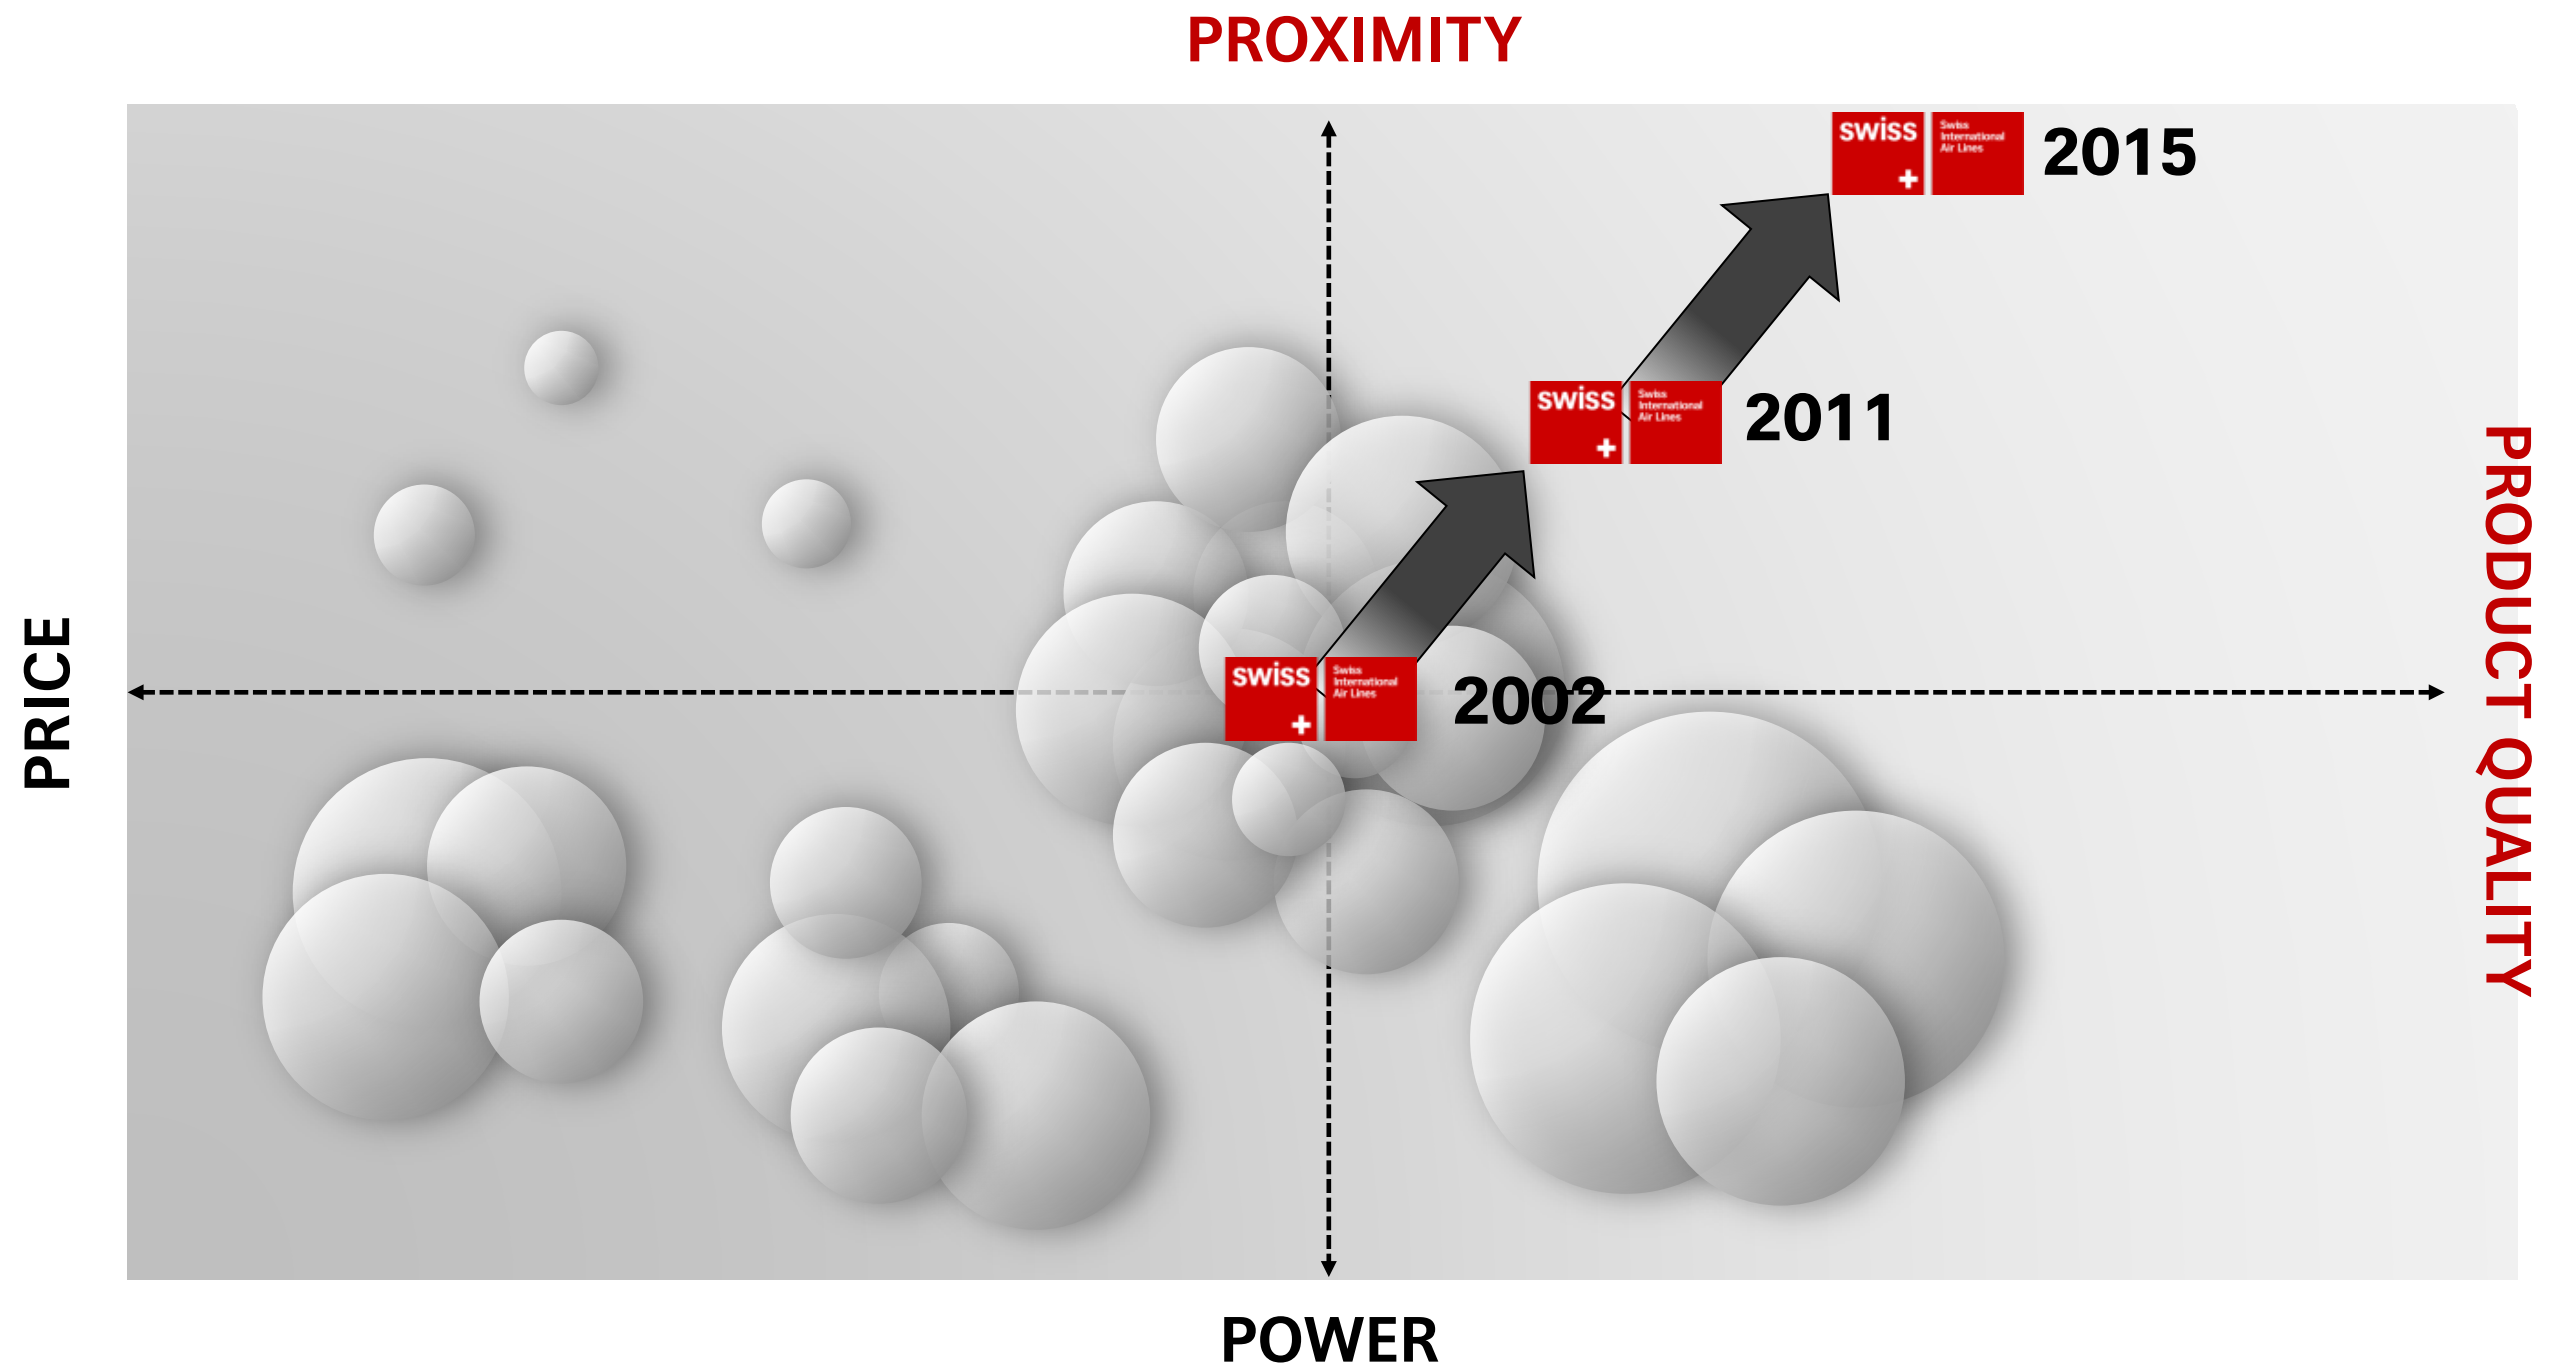 PROXIMITY
swiss
Swiss
International
Air Lines
2015
swiss
Swiss
International
Air Lines
2011
PRICE
PRODUCT QUALITY
swiss
Swiss
International
Air Lines
2002
POWER